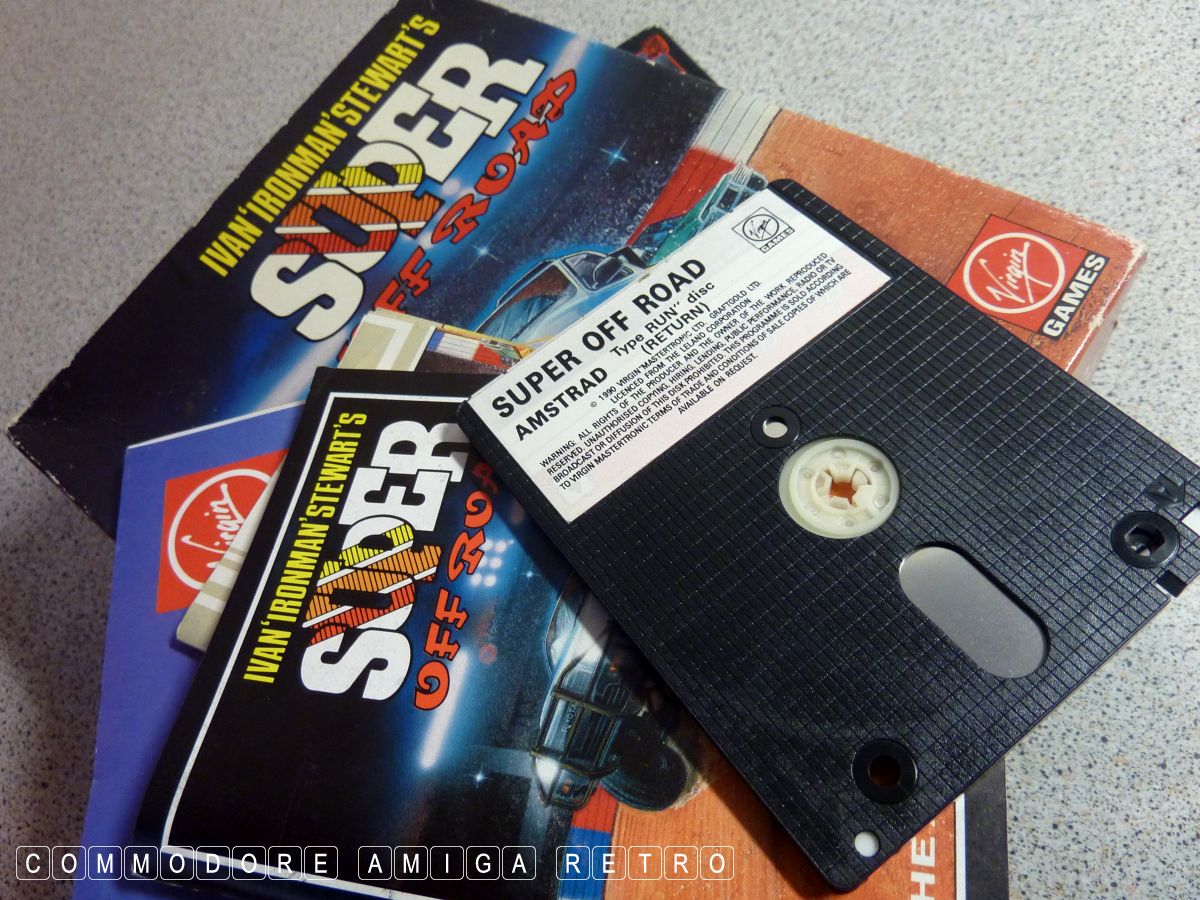 IVAN 'IRONMAN' STEWART'S
SUPER
OFF ROAD
Virgin
GAMES
Virgin
GAMES
SUPER OFF ROAD
AMSTRAD Type RUN" disc
(RETURN)
© 1990 VIRGIN MASTERTRONIC LTD. GRAFTGOLD LTD.
LICENCED FROM THE LELAND CORPORATION.
WARNING: ALL RIGHTS OF THE PRODUCER AND THE OWNER OF THE WORK REPRODUCED
RESERVED. UNAUTHORISED COPYING, HIRING, LENDING, PUBLIC PERFORMANCE, RADIO OR TV
BROADCAST OR DIFFUSION OF THIS DISK PROHIBITED. THIS PROGRAMME IS SOLD ACCORDING
TO VIRGIN MASTERTRONIC TERMS OF TRADE AND CONDITIONS OF SALE COPIES OF WHICH ARE
AVAILABLE ON REQUEST.
Virgin
IVAN 'IRONMAN' STEWART'S
SUPER
OFF ROA
THE
COMMODORE AMIGA RETRO